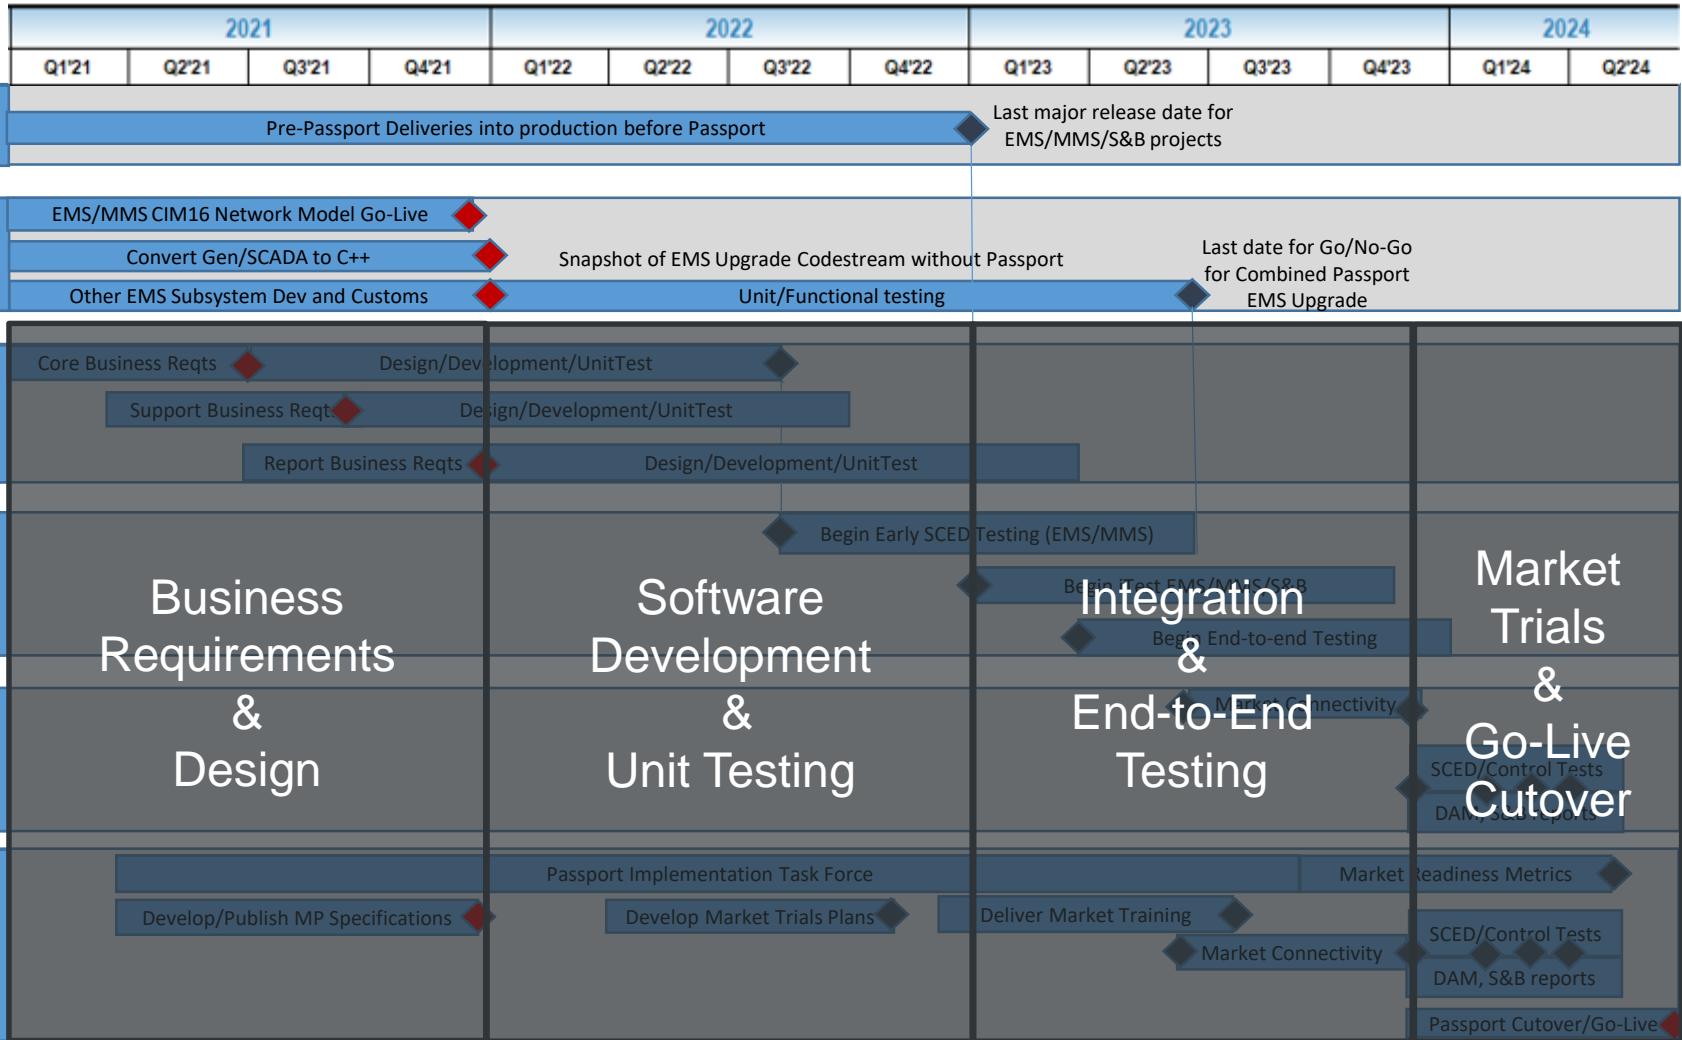 2021 2022 2023 2024
Q1'21 Q2'21 Q3'21 Q4'21 Q1'22 Q2'22 Q3'22 Q4'22 Q1'23 Q2'23 Q3'23 Q4'23 Q1'24 Q2'24
Pre-Passport Deliveries into production before Passport
Last major release date for
EMS/MMS/S&B projects
EMS/MMS CIM16 Network Model Go-Live
Convert Gen/SCADA to C++
Snapshot of EMS Upgrade Codestream without Passport
Other EMS Subsystem Dev and Customs
Unit/Functional testing
Last date for Go/No-Go
for Combined Passport
EMS Upgrade
Core Business Reqts
Design/Development/UnitTest
Support Business Reqts
Design/Development/UnitTest
Report Business Reqts
Design/Development/UnitTest
Begin Early SCED Testing (EMS/MMS)
Begin iTest EMS/MMS/S&B
Begin End-to-end Testing
Market Connectivity
SCED/Control Tests
DAM, S&B reports
Business
Requirements
&
Design
Software
Development
&
Unit Testing
Integration
&
End-to-End
Testing
Market
Trials
&
Go-Live
Cutover
Passport Implementation Task Force
Market Readiness Metrics
Develop/Publish MP Specifications
Develop Market Trials Plans
Deliver Market Training
Market Connectivity
SCED/Control Tests
DAM, S&B reports
Passport Cutover/Go-Live